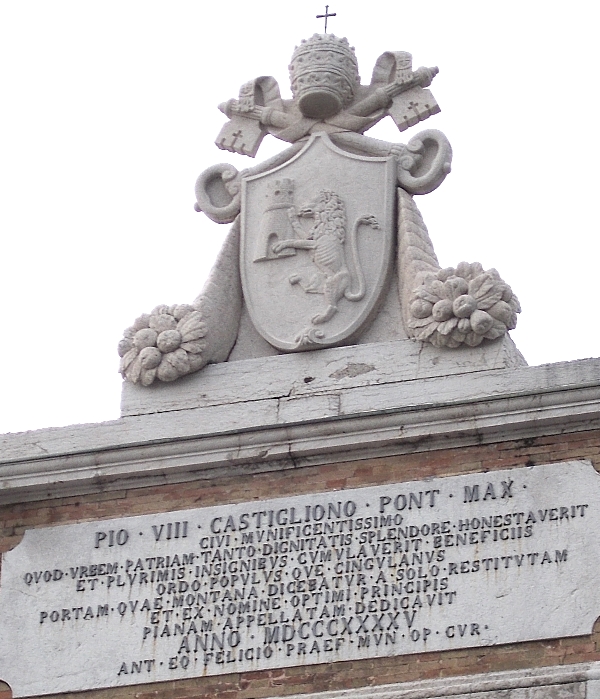 PIO · VIII · CASTIGLIONO · PONT · MAX ·
CIVI · MVNIFICENTISSIMO
QVOD · VRBEM · PATRIAM · TANTO · DIGNITATIS · SPLENDORE · HONESTAVERIT
ET · PLVRIMIS · INSIGNIBVS · CVMVLAVERIT · BENEFICIIS
ORDO · POPVLVS · QVE · CINGVLANVS
PORTAM · QVAE · MONTANA · DICEBATVR · A · SOLO · RESTITVTAM
ET · EX · NOMINE · OPTIMI · PRINCIPIS
PIANAM · APPELLATAM · DEDICAVIT
ANNO · MDCCCXXXXV
ANT · EQ · FELICIO · PRAEF · MVN · OP · CVR ·